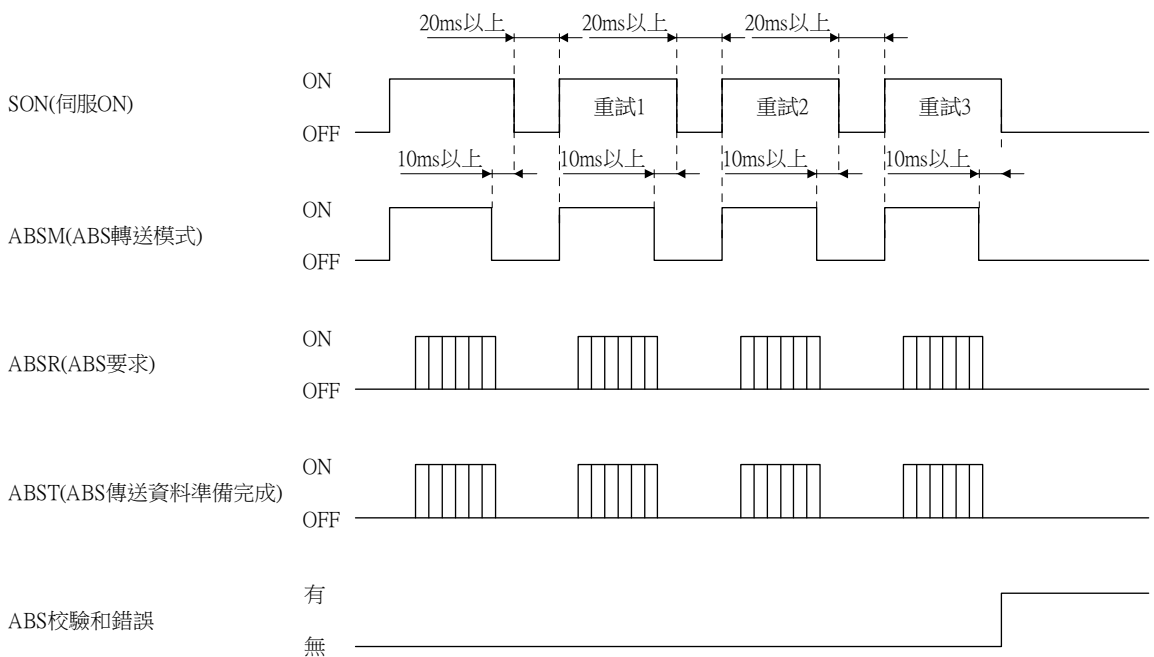 20ms以上 20ms以上 20ms以上
ON
SON(伺服ON)
重試1 重試2 重試3
OFF
10ms以上 10ms以上 10ms以上 10ms以上
ON
ABSM(ABS轉送模式)
OFF
ON
ABSR(ABS要求)
OFF
ON
ABST(ABS傳送資料準備完成)
OFF
有
ABS校驗和錯誤
無